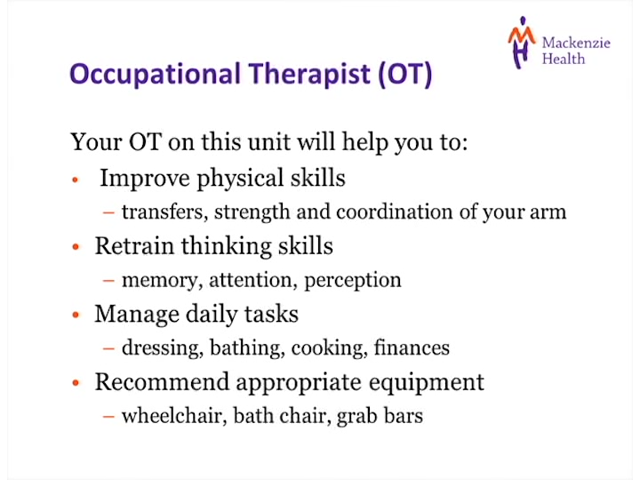 Mackenzie
Health
Occupational Therapist (OT)
Your OT on this unit will help you to:
• Improve physical skills
– transfers, strength and coordination of your arm
• Retrain thinking skills
– memory, attention, perception
• Manage daily tasks
– dressing, bathing, cooking, finances
• Recommend appropriate equipment
– wheelchair, bath chair, grab bars